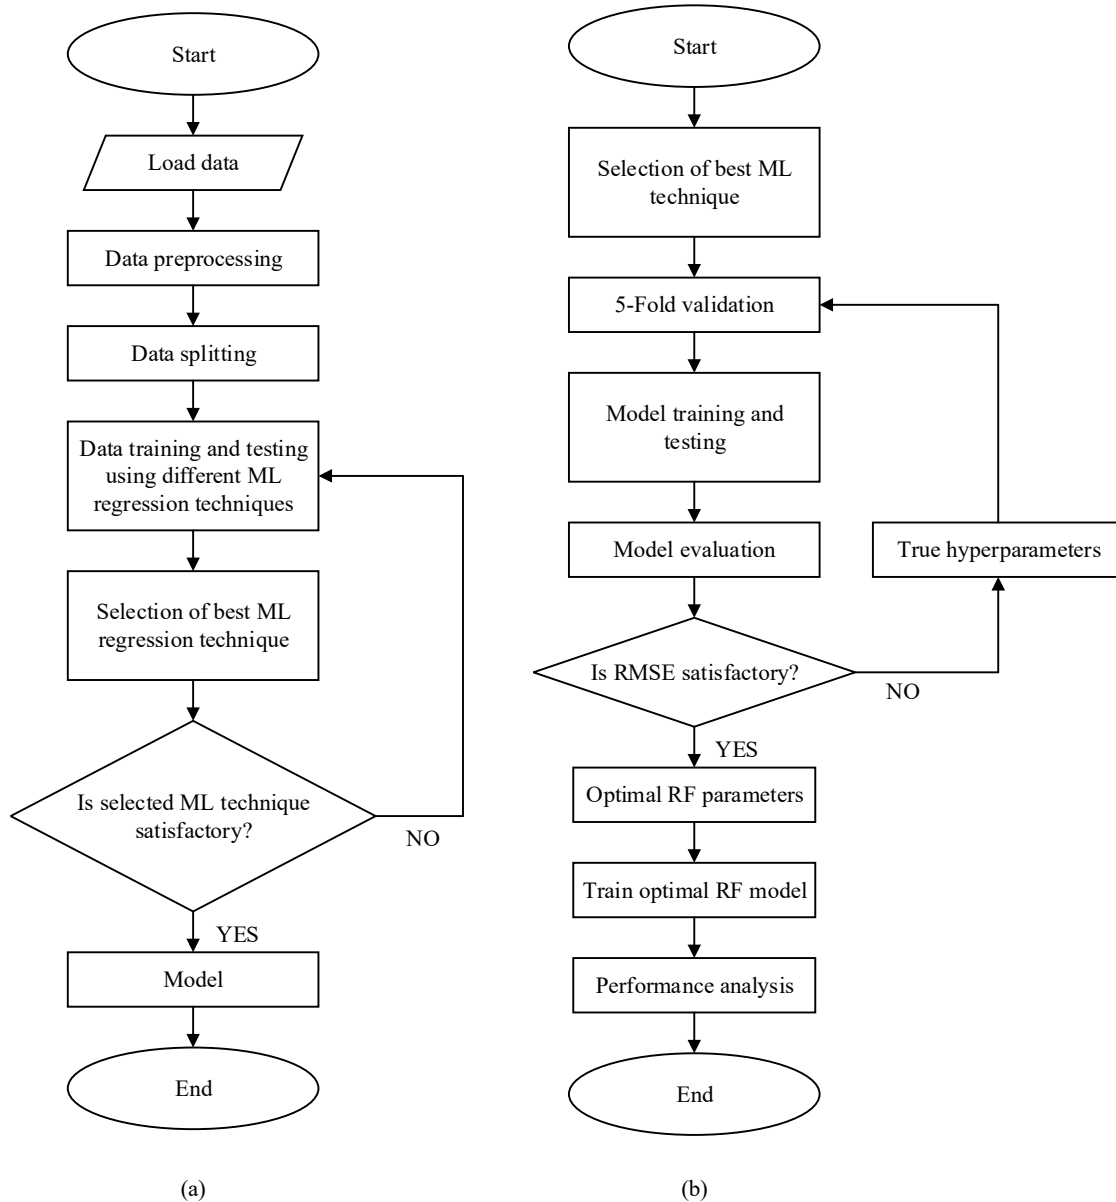 Start
Load data
Data preprocessing
Data splitting
Data training and testing
using different ML
regression techniques
Selection of best ML
regression technique
Is selected ML technique
satisfactory?
NO
YES
Model
End
(a)
Start
Selection of best ML
technique
5-Fold validation
Model training and
testing
Model evaluation
True hyperparameters
Is RMSE satisfactory?
NO
YES
Optimal RF parameters
Train optimal RF model
Performance analysis
End
(b)